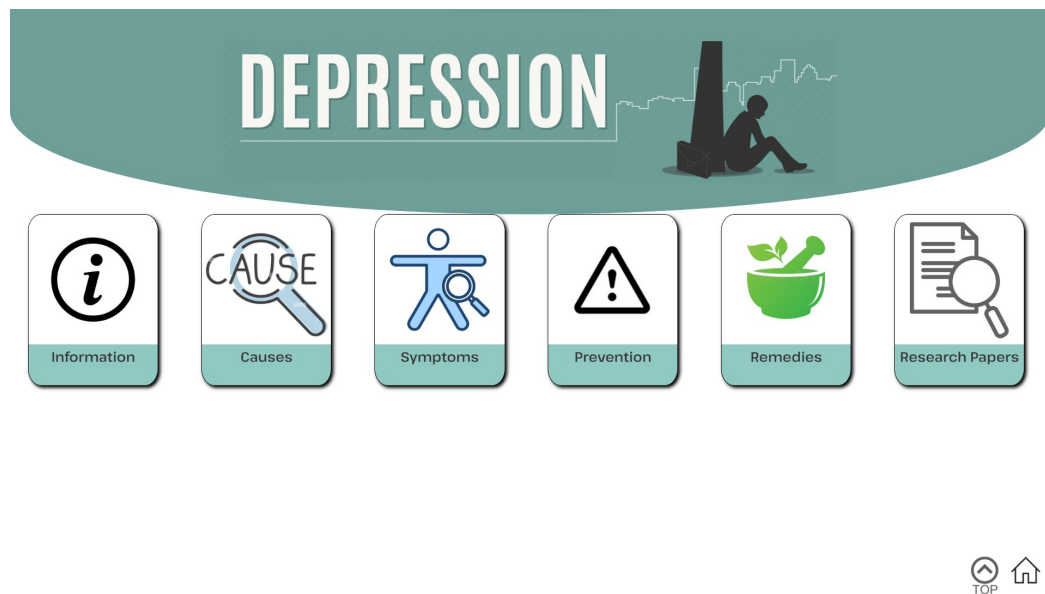 DEPRESSION
CAUSE
Information
Causes
Symptoms
Prevention
Remedies
Research Papers
TOP